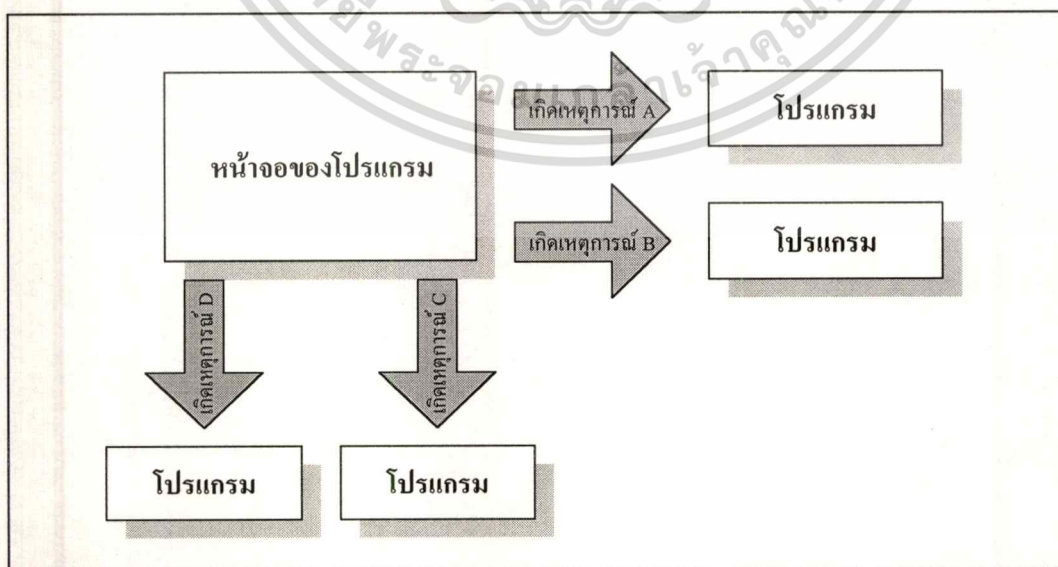 หน้าจอของโปรแกรม
เกิดเหตุการณ์ A
โปรแกรม
เกิดเหตุการณ์ B
โปรแกรม
เกิดเหตุการณ์ D
เกิดเหตุการณ์ C
โปรแกรม
โปรแกรม